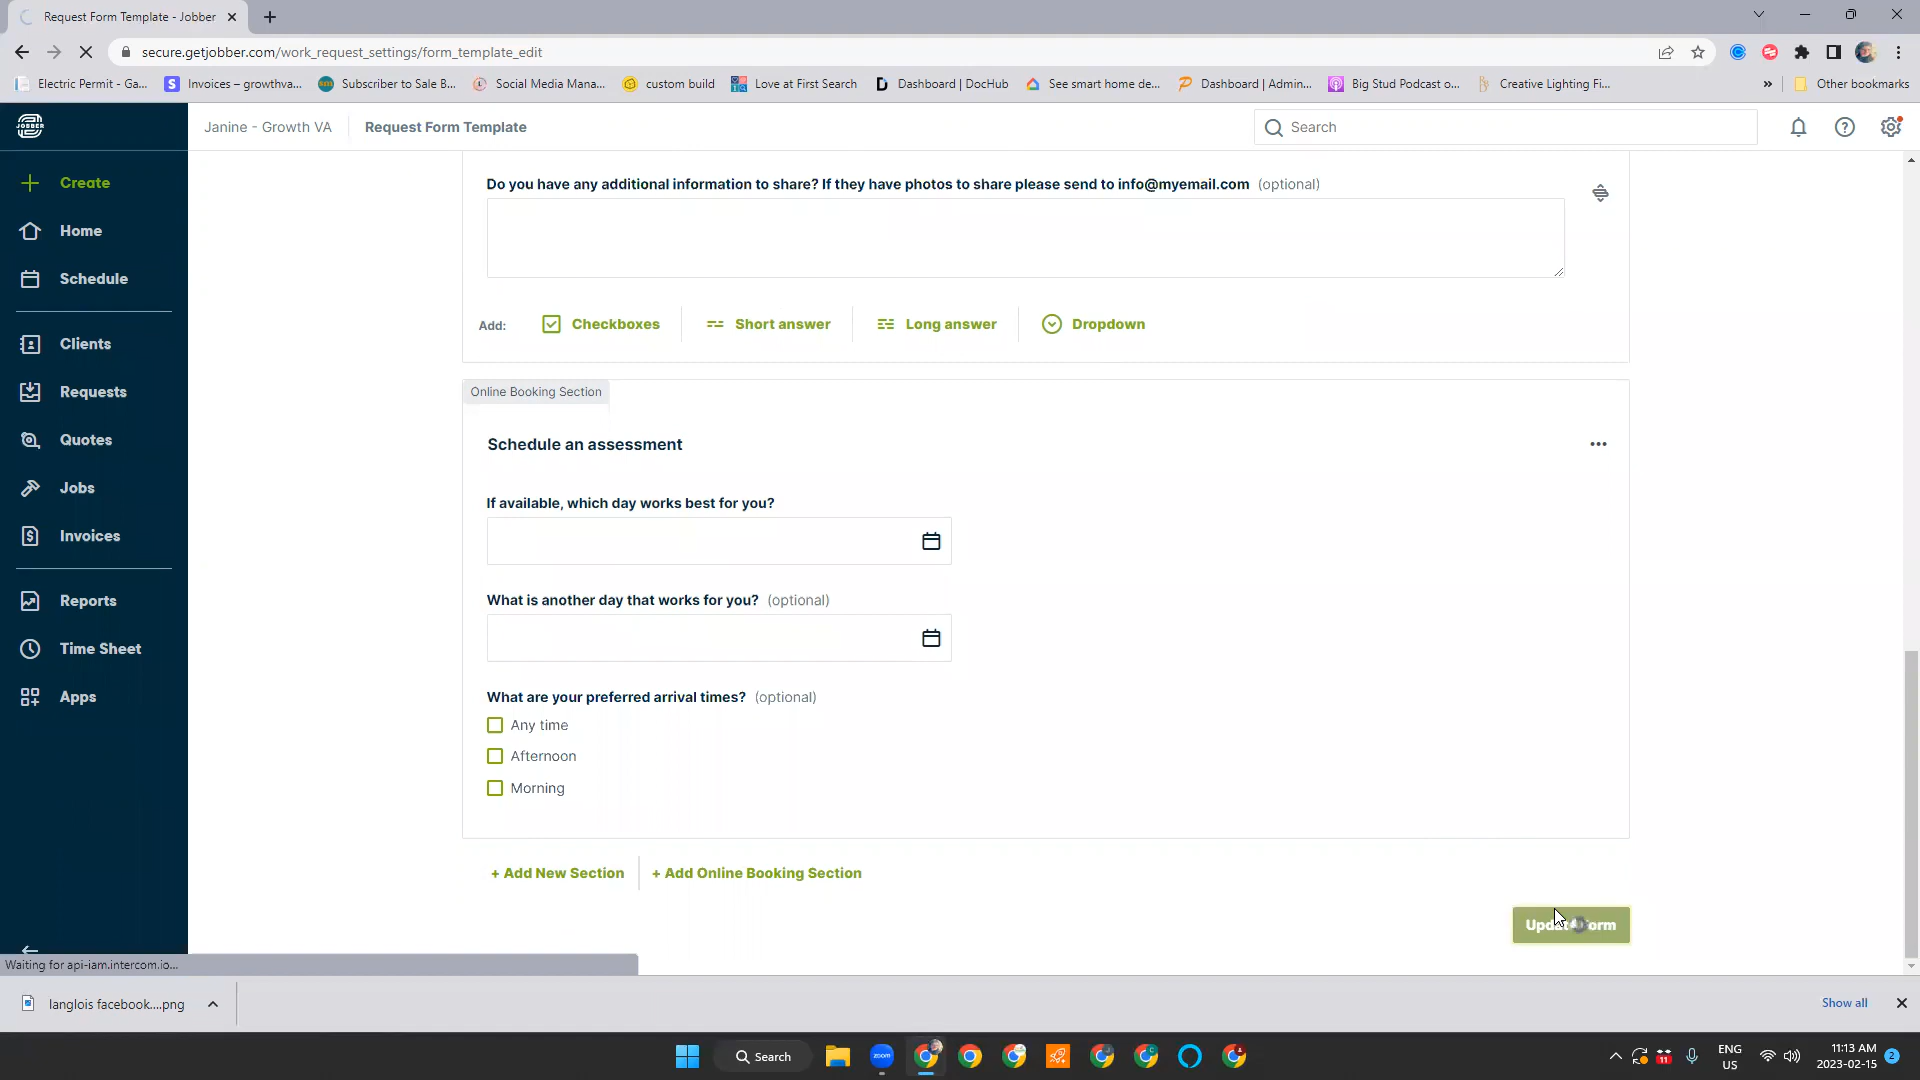 Request Form Template - Jobber
secure.getjobber.com/work_request_settings/form_template_edit
Electric Permit - Ga... Invoices – growthva... Subscriber to Sale B... Social Media Mana... custom build Love at First Search Dashboard | DocHub See smart home de... Dashboard | Admin... Big Stud Podcast o... Creative Lighting Fi... » Other bookmarks
JOBBER
Janine - Growth VA Request Form Template Search
Create
Home
Schedule
Clients
Requests
Quotes
Jobs
Invoices
Reports
Time Sheet
Apps
Do you have any additional information to share? If they have photos to share please send to info@myemail.com (optional)
Add: Checkboxes Short answer Long answer Dropdown
Online Booking Section
Schedule an assessment
If available, which day works best for you?
What is another day that works for you? (optional)
What are your preferred arrival times? (optional)
Any time
Afternoon
Morning
+ Add New Section + Add Online Booking Section
Update Form
Waiting for api-iam.intercom.io...
langlois facebook....png Show all
Search zoom 11 ENG US 11:13 AM 2023-02-15 2